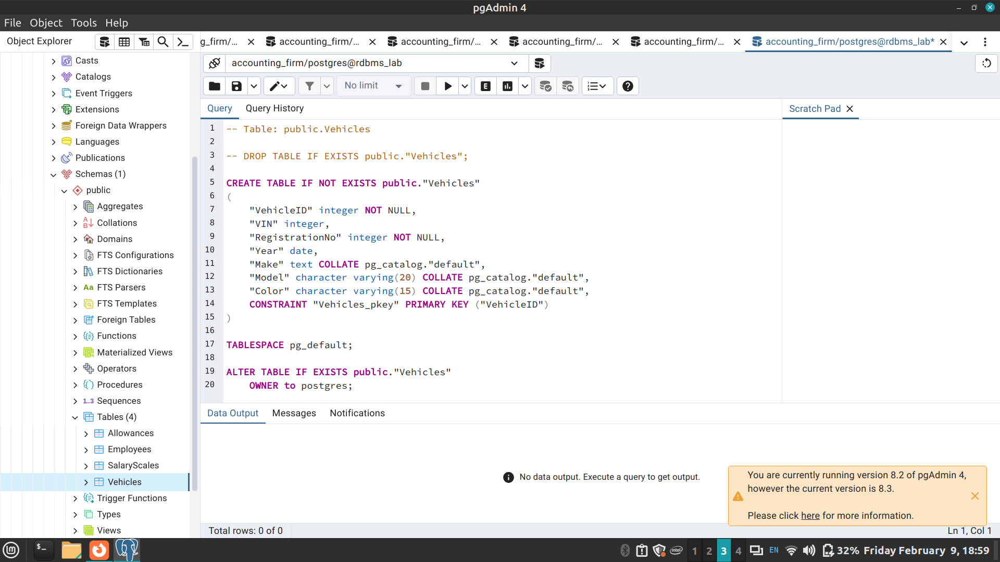 pgAdmin 4
File Object Tools Help
Object Explorer
g_firm/... accounting_firm/... accounting_firm/... accounting_firm/... accounting_firm/... accounting_firm/postgres@rdbms_lab*
Casts
Catalogs
Event Triggers
Extensions
Foreign Data Wrappers
Languages
Publications
Schemas (1)
public
Aggregates
Collations
Domains
FTS Configurations
FTS Dictionaries
Aa FTS Parsers
FTS Templates
Foreign Tables
Functions
Materialized Views
Operators
Procedures
1..3 Sequences
Tables (4)
Allowances
Employees
SalaryScales
Vehicles
Trigger Functions
Types
Views
accounting_firm/postgres@rdbms_lab
No limit
E
Query Query History
Scratch Pad
1 -- Table: public.Vehicles
2
3 -- DROP TABLE IF EXISTS public."Vehicles";
4
5 CREATE TABLE IF NOT EXISTS public."Vehicles"
6 (
7 "VehicleID" integer NOT NULL,
8 "VIN" integer,
9 "RegistrationNo" integer NOT NULL,
10 "Year" date,
11 "Make" text COLLATE pg_catalog."default",
12 "Model" character varying(20) COLLATE pg_catalog."default",
13 "Color" character varying(15) COLLATE pg_catalog."default",
14 CONSTRAINT "Vehicles_pkey" PRIMARY KEY ("VehicleID")
15 )
16
17 TABLESPACE pg_default;
18
19 ALTER TABLE IF EXISTS public."Vehicles"
20 OWNER to postgres;
Data Output Messages Notifications
No data output. Execute a query to get output.
You are currently running version 8.2 of pgAdmin 4,
however the current version is 8.3.
Please click here for more information.
Total rows: 0 of 0
Ln 1, Col 1
intel 1 2 3 4 EN 32% Friday February 9, 18:59